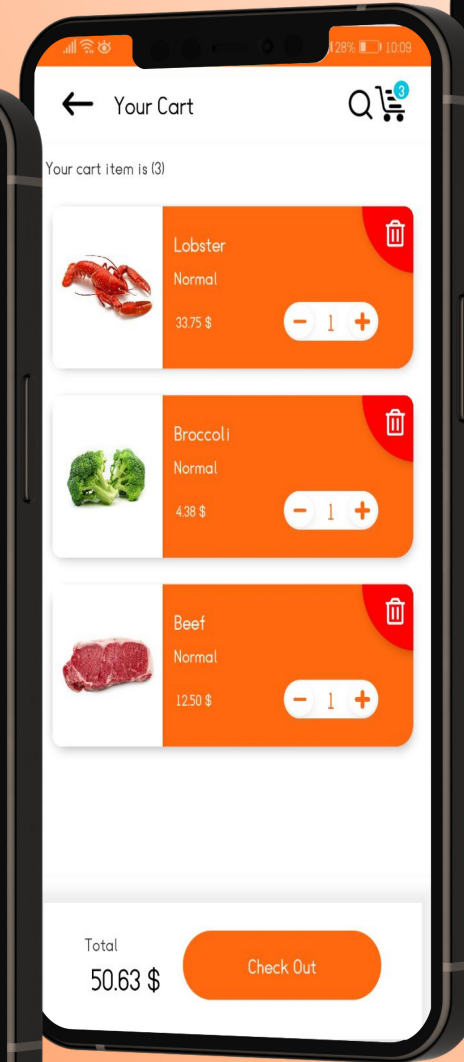 28% 10:09
Your Cart
3
Your cart item is (3)
Lobster
Normal
33.75 $
- 1 +
Broccoli
Normal
4.38 $
- 1 +
Beef
Normal
12.50 $
- 1 +
Total
50.63 $
Check Out